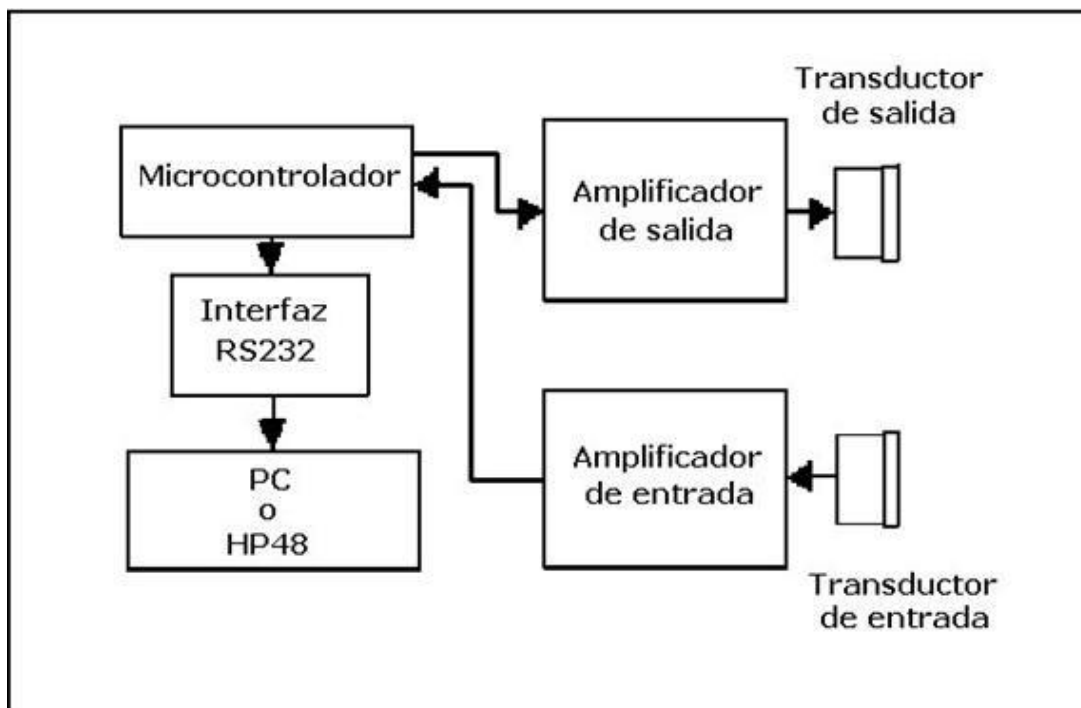 Transductor
de salida
Microcontrolador
Amplificador
de salida
Interfaz
RS232
Amplificador
de entrada
PC
o
HP48
Transductor
de entrada